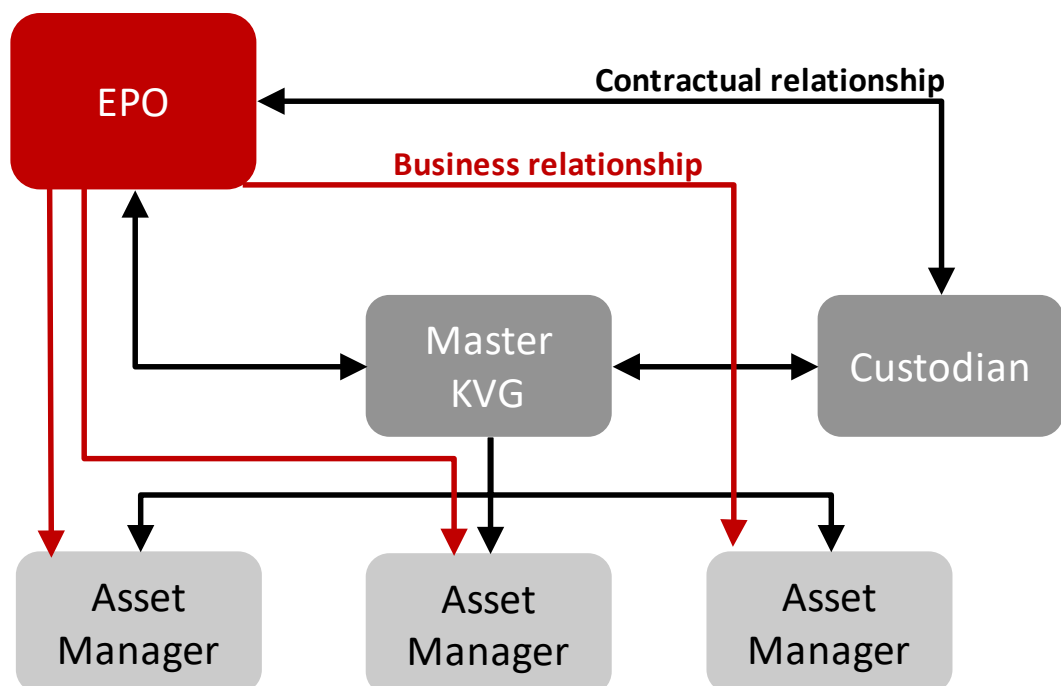 EPO
Contractual relationship
Business relationship
Master
KVG
Custodian
Asset
Manager
Asset
Manager
Asset
Manager